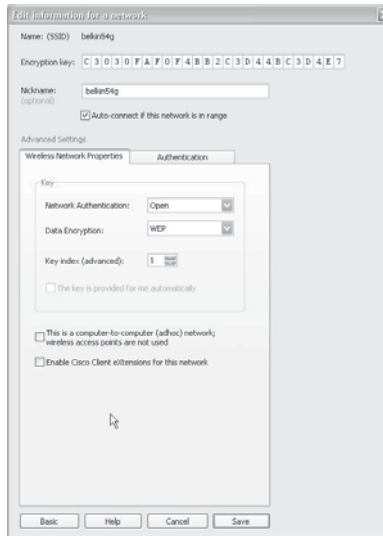 Edit information for a network
Name: (SSID) belkin54g
Encryption key: C 3 0 3 0 F A F 0 F 4 B B 2 C 3 D 4 4 B C 3 D 4 E 7
Nickname: belkin54g
(optional)
Auto-connect if this network is in range
Advanced Settings
Wireless Network Properties Authentication
Key
Network Authentication: Open
Data Encryption: WEP
Key index (advanced): 1
The key is provided for me automatically
This is a computer-to-computer (adhoc) network;
wireless access points are not used
Enable Cisco Client eXtensions for this network
Basic Help Cancel Save